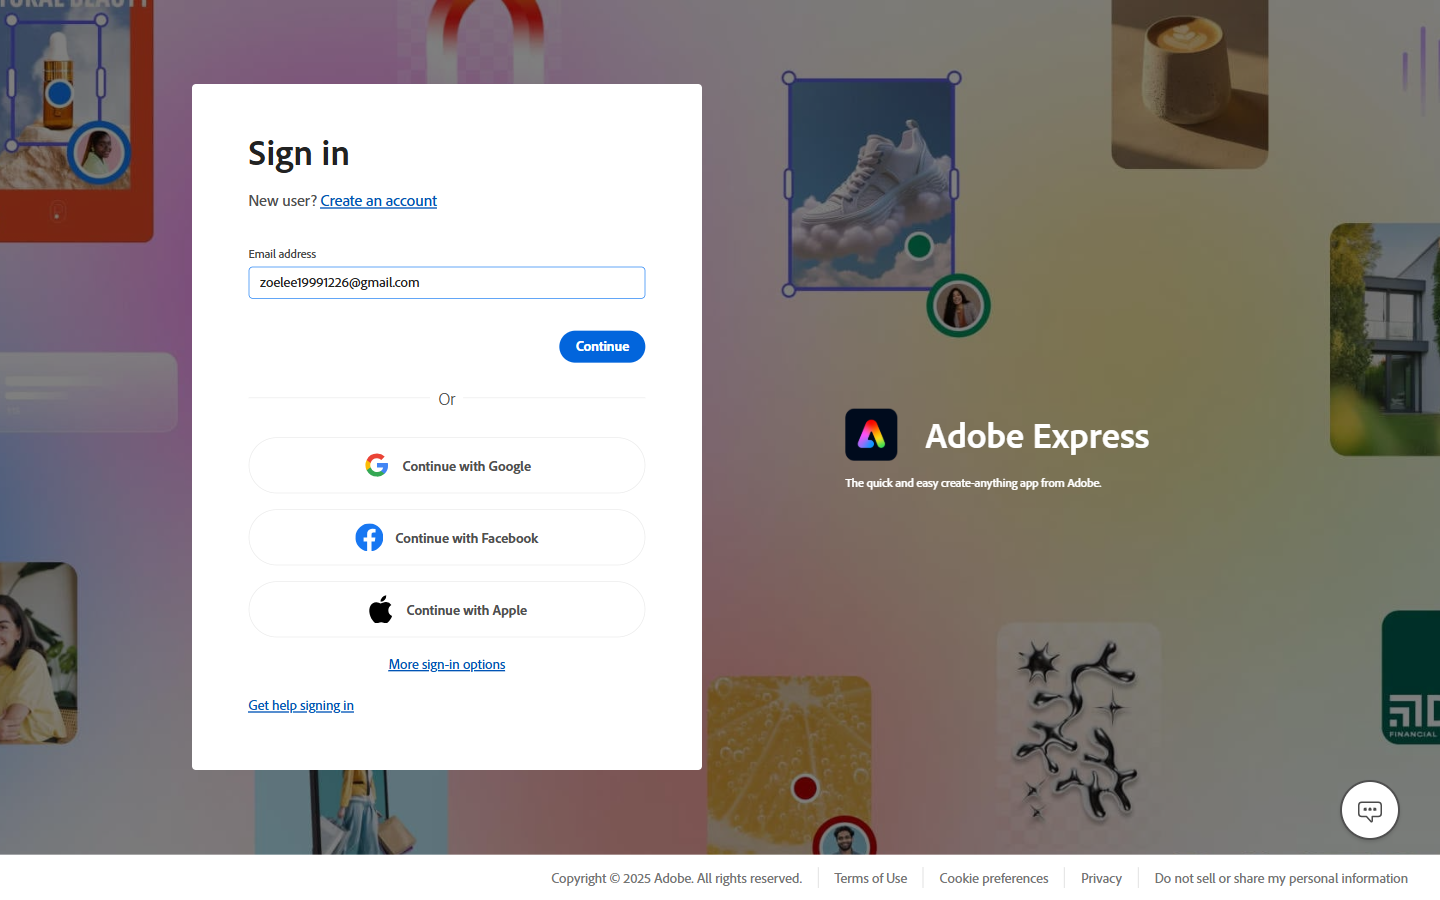 Sign in
New user? Create an account
Email address
zoelee19991226@gmail.com
Continue
Or
Continue with Google
Continue with Facebook
Continue with Apple
More sign-in options
Get help signing in
Adobe Express
The quick and easy create-anything app from Adobe.
FINANCIAL
Copyright © 2025 Adobe. All rights reserved.
Terms of Use
Cookie preferences
Privacy
Do not sell or share my personal information